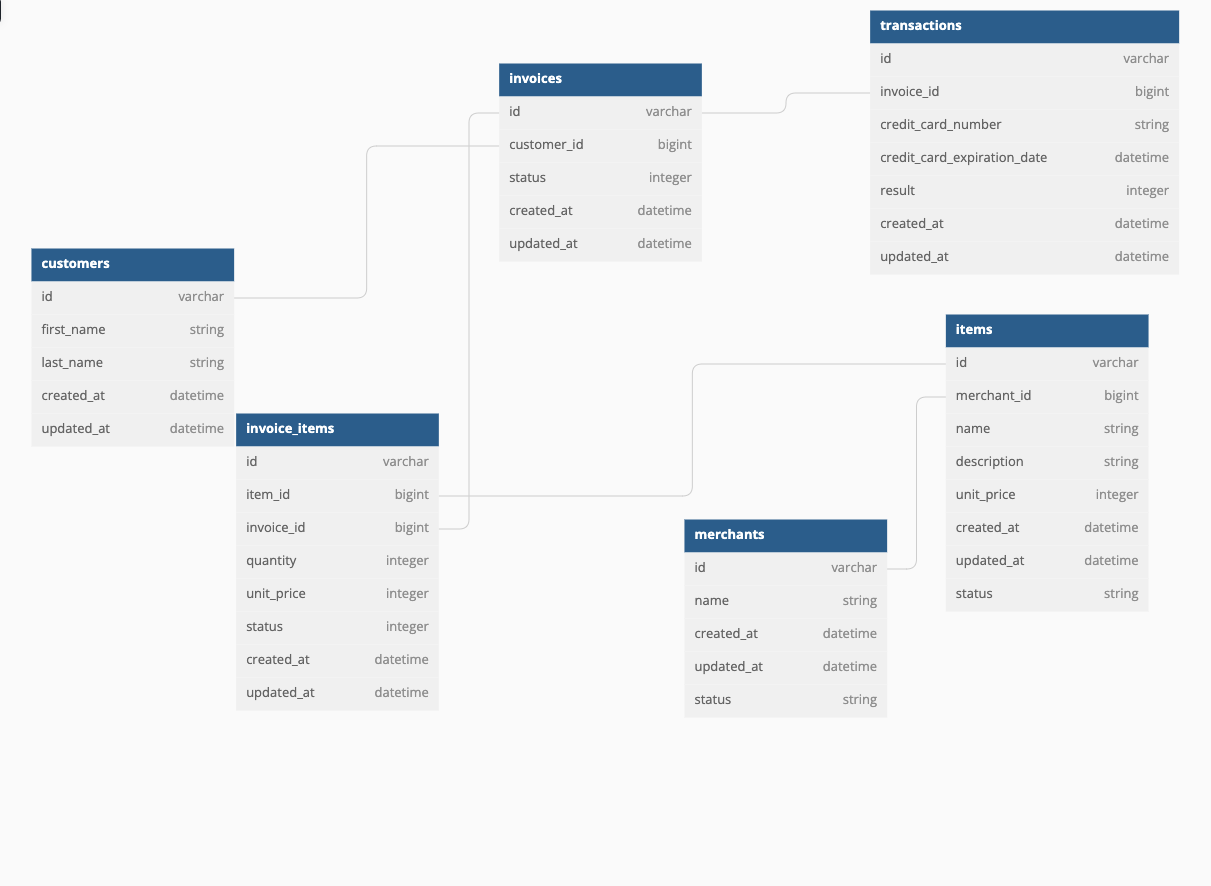 transactions
id varchar
invoice_id bigint
credit_card_number string
credit_card_expiration_date datetime
result integer
created_at datetime
updated_at datetime
invoices
id varchar
customer_id bigint
status integer
created_at datetime
updated_at datetime
customers
id varchar
first_name string
last_name string
created_at datetime
updated_at datetime
items
id varchar
merchant_id bigint
name string
description string
unit_price integer
created_at datetime
updated_at datetime
status string
invoice_items
id varchar
item_id bigint
invoice_id bigint
quantity integer
unit_price integer
status integer
created_at datetime
updated_at datetime
merchants
id varchar
name string
created_at datetime
updated_at datetime
status string